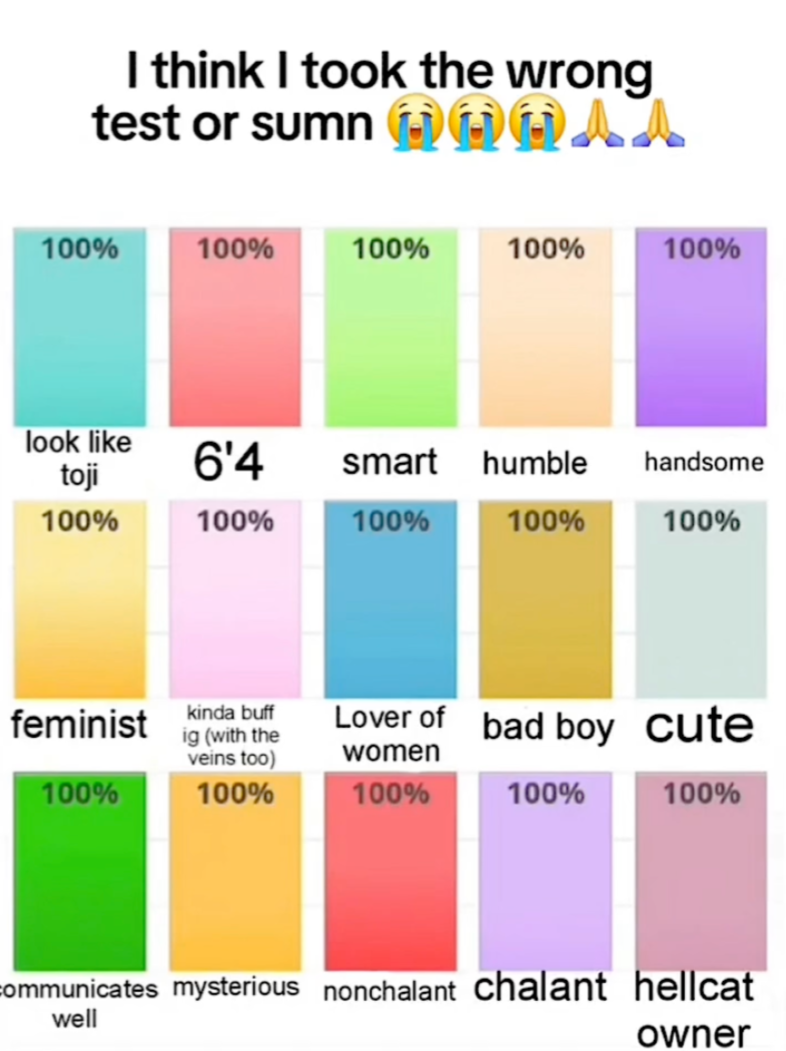 I think I took the wrong
test or sumn 😭😭😭🙏🙏
100% 100% 100% 100% 100%
look like
toji
6'4
smart
humble
handsome
100% 100% 100% 100% 100%
feminist
kinda buff
ig (with the
veins too)
Lover of
women
bad boy
cute
100% 100% 100% 100% 100%
communicates
well
mysterious
nonchalant
chalant
hellcat
owner